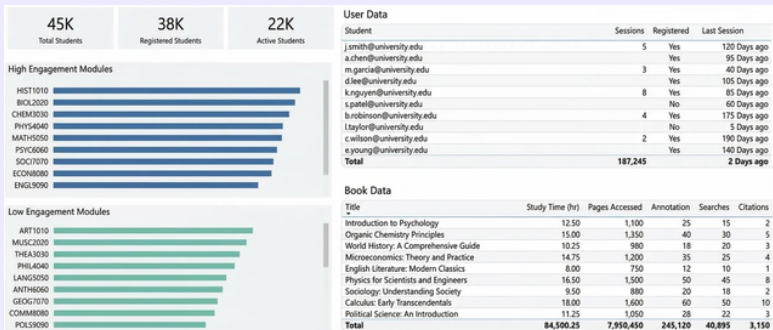 45K
Total Students
38K
Registered Students
22K
Active Students
High Engagement Modules
HIST1010
BIOL2020
CHEM3030
PHYS4040
MATH5050
PSYC6060
SOCI7070
ECON8080
ENGL9090
Low Engagement Modules
ART1010
MUSC2020
THEA3030
PHIL4040
LANG5050
ANTH6060
GEOG7070
COMM8080
POLS9090
User Data
Student Sessions Registered Last Session
j.smith@university.edu 5 Yes 120 Days ago
a.chen@university.edu Yes 95 Days ago
m.garcia@university.edu 3 Yes 40 Days ago
d.lee@university.edu Yes 105 Days ago
k.nguyen@university.edu 8 Yes 85 Days ago
s.patel@university.edu No 60 Days ago
b.robinson@university.edu 4 Yes 175 Days ago
l.taylor@university.edu No 5 Days ago
c.wilson@university.edu 2 Yes 190 Days ago
e.young@university.edu Yes 140 Days ago
Total 187,245 2 Days ago
Book Data
Title Study Time (hr) Pages Accessed Annotation Searches Citations
Introduction to Psychology 12.50 1,100 25 15 2
Organic Chemistry Principles 15.00 1,350 40 30 5
World History: A Comprehensive Guide 10.25 980 18 20 3
Microeconomics: Theory and Practice 14.75 1,200 35 25 4
English Literature: Modern Classics 8.00 750 12 10 1
Physics for Scientists and Engineers 16.50 1,500 50 45 8
Sociology: Understanding Society 9.50 880 20 18 2
Calculus: Early Transcendentals 18.00 1,600 60 50 10
Political Science: An Introduction 11.25 1,050 28 22 3
Total 84,500.25 7,950,450 245,120 40,895 3,150